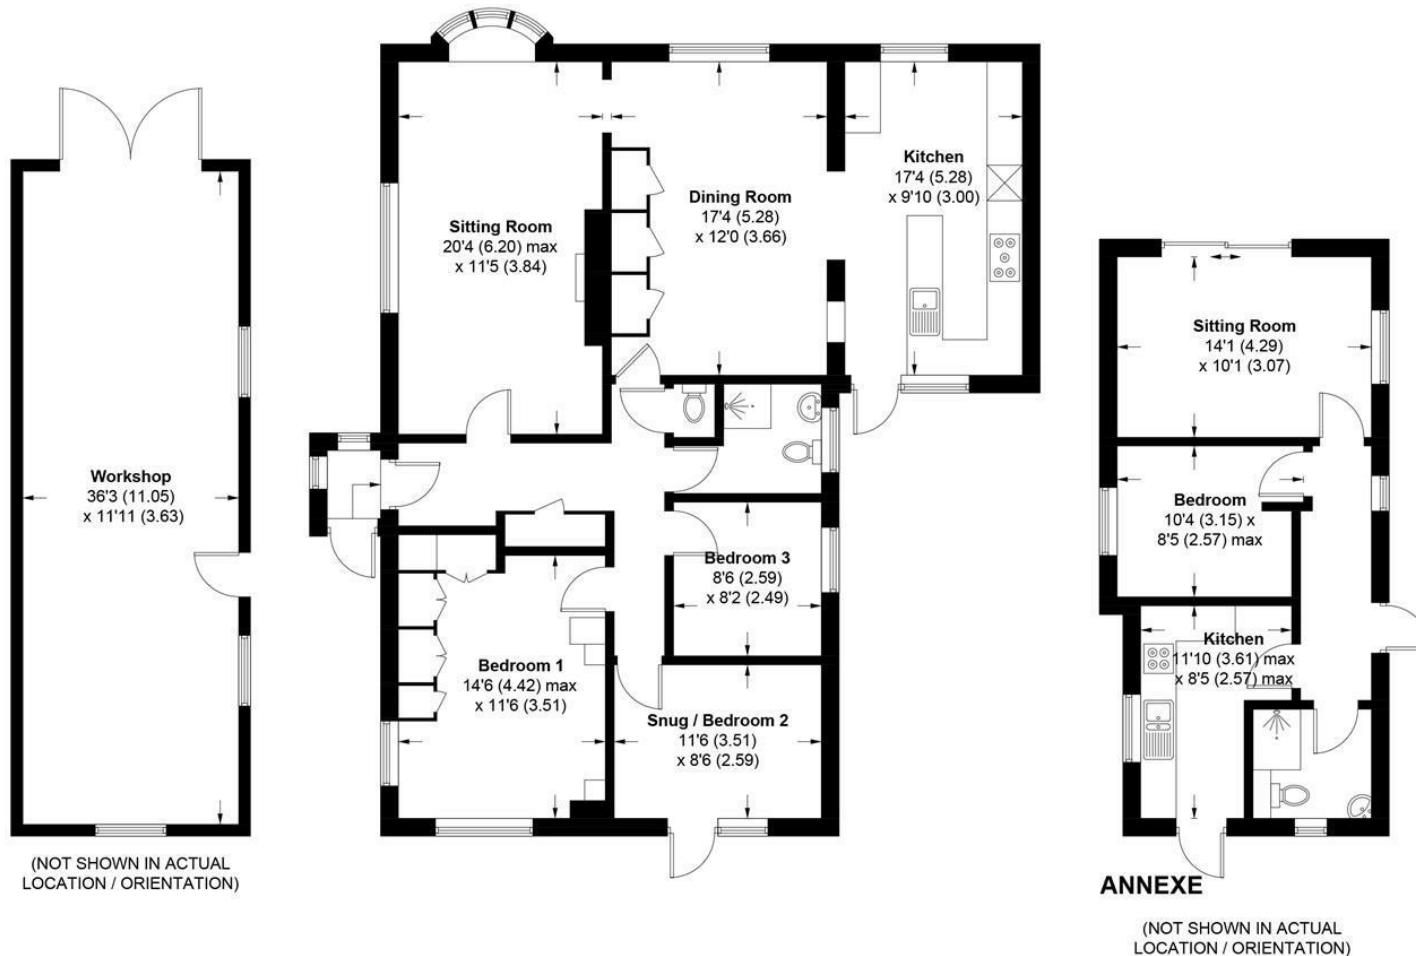 Workshop
36'3 (11.05)
x 11'11 (3.63)
(NOT SHOWN IN ACTUAL
LOCATION / ORIENTATION)
Sitting Room
20'4 (6.20) max
x 11'5 (3.84)
Dining Room
17'4 (5.28)
x 12'0 (3.66)
Kitchen
17'4 (5.28)
x 9'10 (3.00)
Bedroom 3
8'6 (2.59)
x 8'2 (2.49)
Bedroom 1
14'6 (4.42) max
x 11'6 (3.51)
Snug / Bedroom 2
11'6 (3.51)
x 8'6 (2.59)
Sitting Room
14'1 (4.29)
x 10'1 (3.07)
Bedroom
10'4 (3.15) x
8'5 (2.57) max
Kitchen
11'10 (3.61) max
x 8'5 (2.57) max
ANNEXE
(NOT SHOWN IN ACTUAL
LOCATION / ORIENTATION)